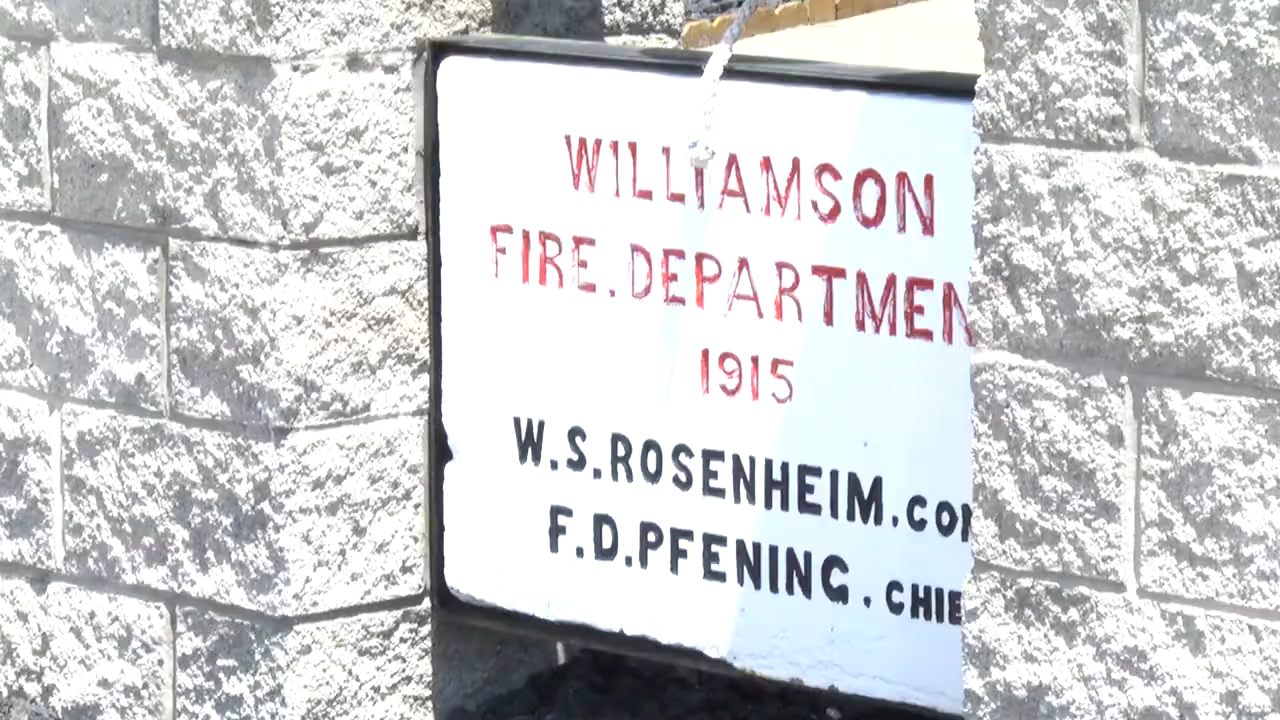 WILLIAMSON
FIRE.DEPARTMEN
1915
W.S.ROSENHEIM.CO
F.D.PFENING.CHIE